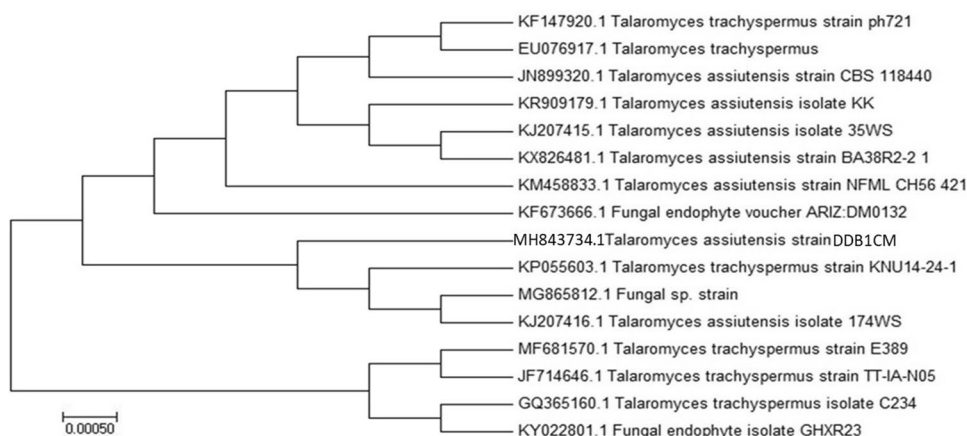 KF147920.1 Talaromyces trachyspermus strain ph721
EU076917.1 Talaromyces trachyspermus
JN899320.1 Talaromyces assiutensis strain CBS 118440
KR909179.1 Talaromyces assiutensis isolate KK
KJ207415.1 Talaromyces assiutensis isolate 35WS
KX826481.1 Talaromyces assiutensis strain BA38R2-2 1
KM458833.1 Talaromyces assiutensis strain NFML CH56 421
KF673666.1 Fungal endophyte voucher ARIZ:DM0132
MH843734.1Talaromyces assiutensis strain DDB1CM
KP055603.1 Talaromyces trachyspermus strain KNU14-24-1
MG865812.1 Fungal sp. strain
KJ207416.1 Talaromyces assiutensis isolate 174WS
MF681570.1 Talaromyces trachyspermus strain E389
JF714646.1 Talaromyces trachyspermus strain TT-IA-N05
GQ365160.1 Talaromyces trachyspermus isolate C234
KY022801.1 Fungal endophyte isolate GHXR23
0.00050